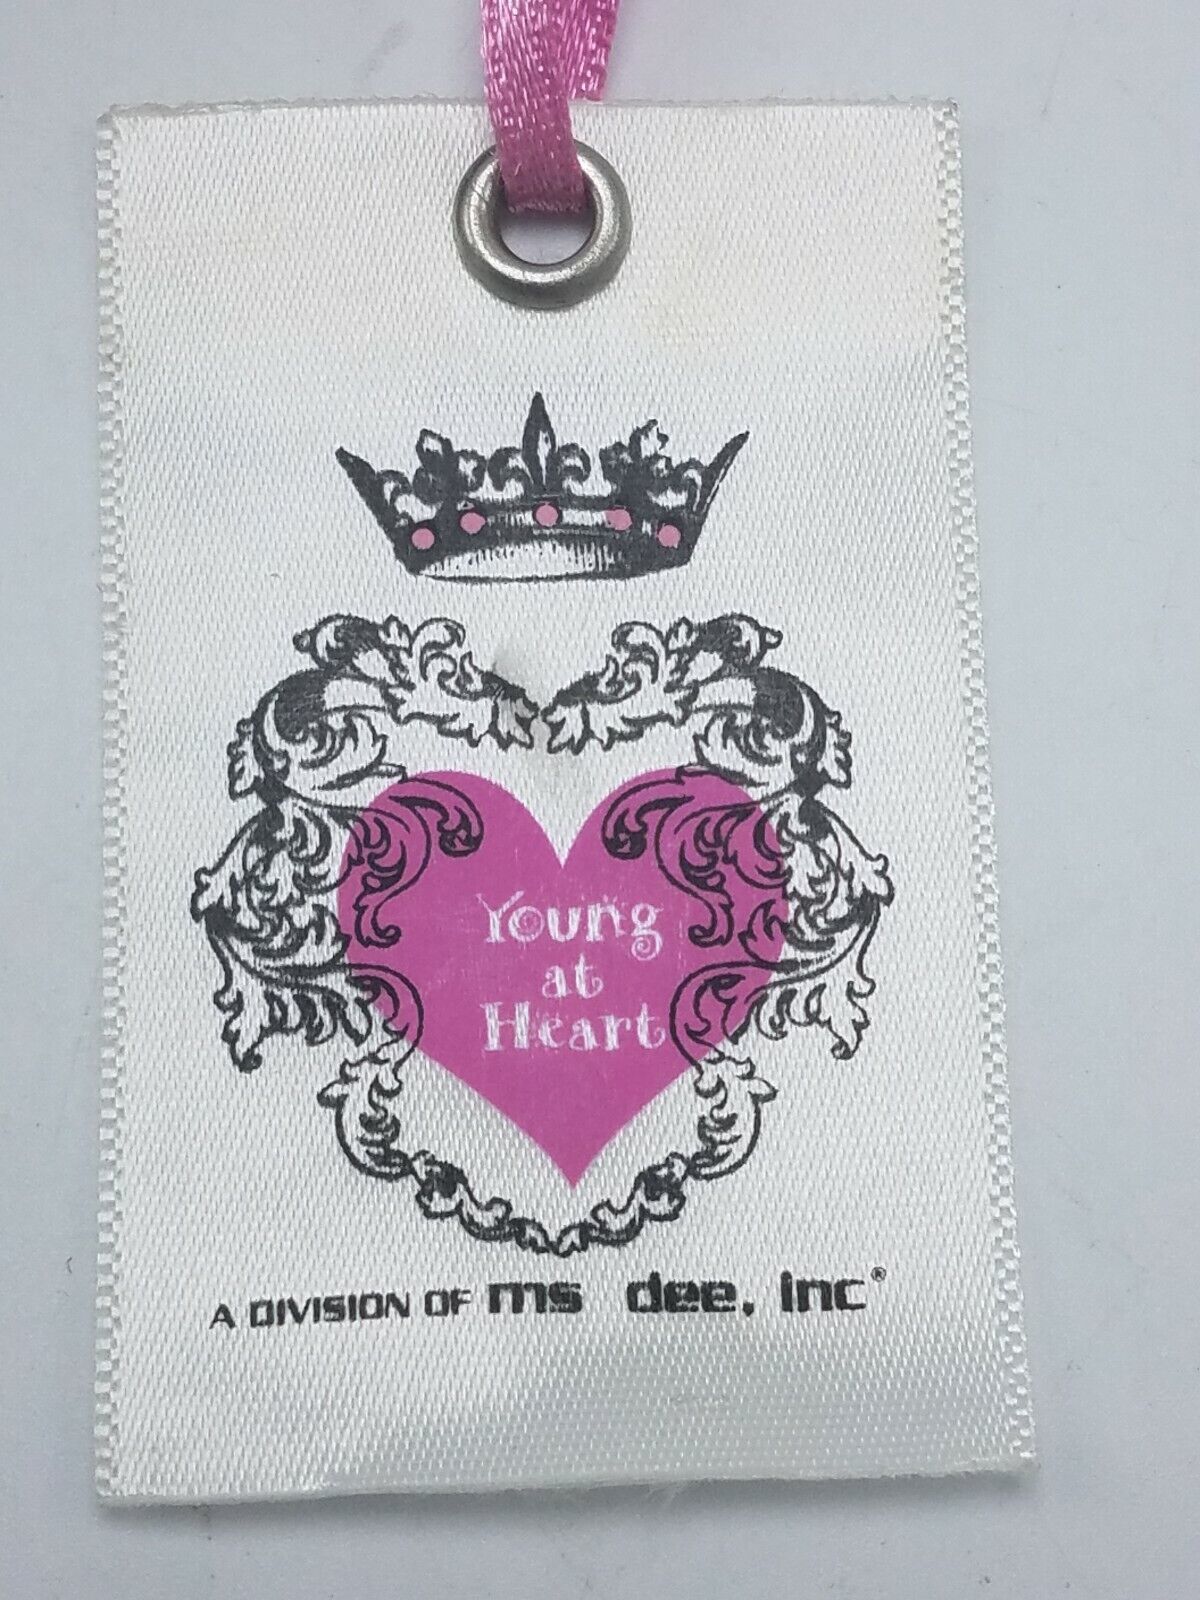 Young
at
Heart
A DIVISION OF ms dee, inc®